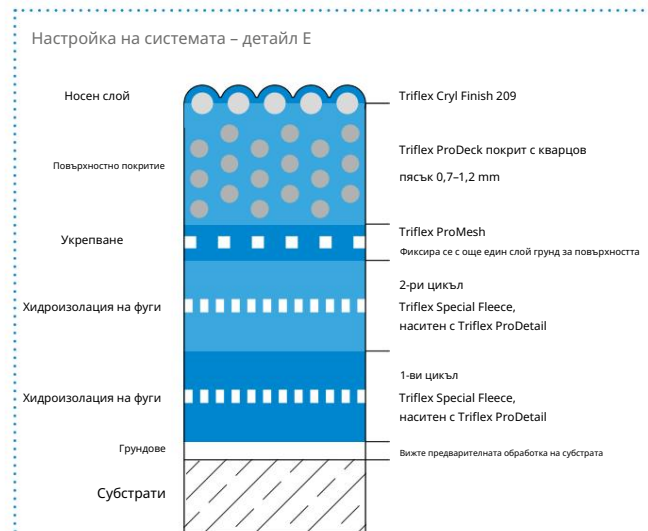 Настройка на системата – детайл E
Носен слой
Triflex Cryl Finish 209
Повърхностно покритие
Triflex ProDeck покрит с кварцов
пясък 0,7–1,2 mm
Укрепване
Triflex ProMesh
Фиксира се с още един слой грунд за повърхността
Хидроизолация на фуги
2-ри цикъл
Triflex Special Fleece,
наситен с Triflex ProDetail
Хидроизолация на фуги
1-ви цикъл
Triflex Special Fleece,
наситен с Triflex ProDetail
Грундове
Вижте предварителната обработка на субстрата
Субстрати